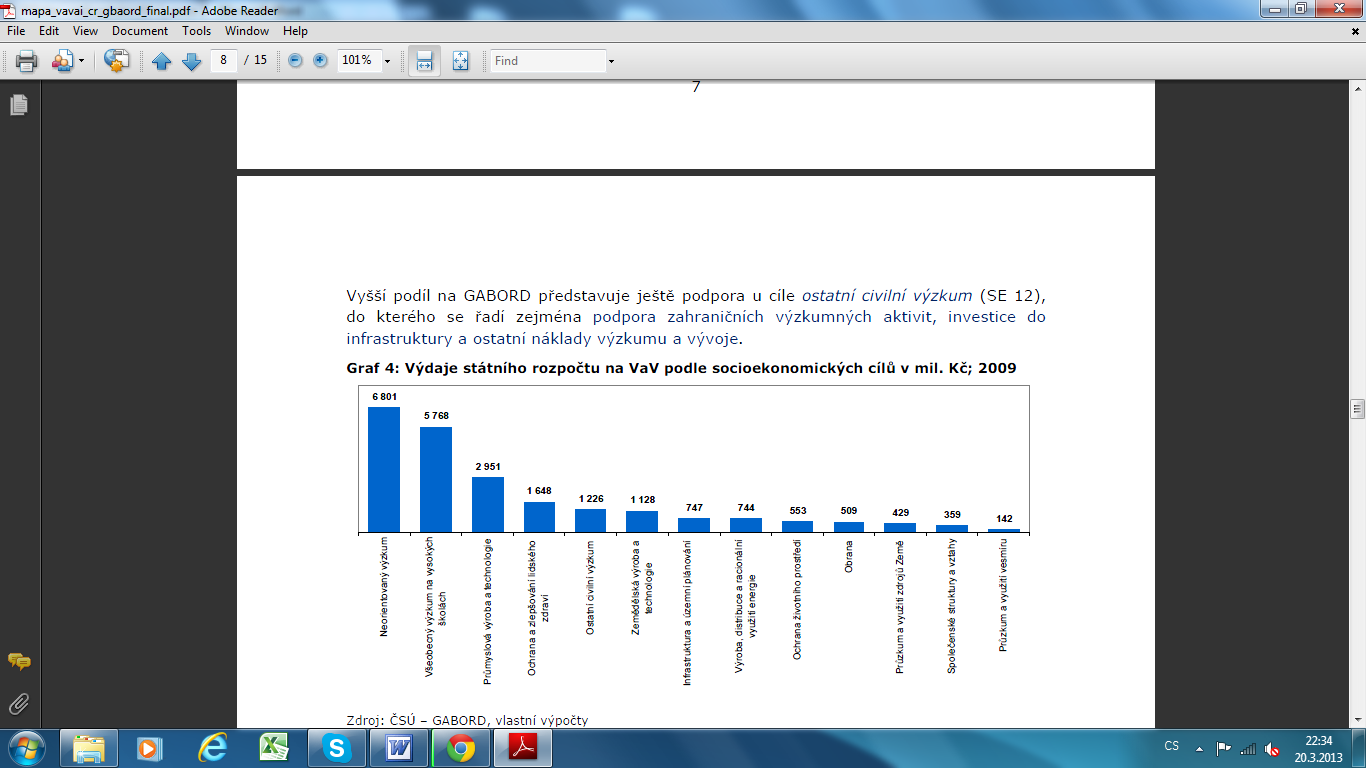 mapa_vavai_cr_gbaord_final.pdf - Adobe Reader
File Edit View Document Tools Window Help
8 / 15 101% Find
7
Vyšší podíl na GABORD představuje ještě podpora u cíle ostatní civilní výzkum (SE 12),
do kterého se řadí zejména podpora zahraničních výzkumných aktivit, investice do
infrastruktury a ostatní náklady výzkumu a vývoje.
Graf 4: Výdaje státního rozpočtu na VaV podle socioekonomických cílů v mil. Kč; 2009
6 801
5 768
2 951
1 648
1 226
1 128
747
744
553
509
429
359
142
Neorientovaný výzkum
Všeobecný výzkum na vysokých
školách
Průmyslová výroba a technologie
Ochrana a zlepšování lidského
zdraví
Ostatní civilní výzkum
Zemědělská výroba a
technologie
Infrastruktura a územní plánování
Výroba, distribuce a racionální
využití energie
Ochrana životního prostředí
Obrana
Průzkum a využití zdrojů Země
Společenské struktury a vztahy
Průzkum a využití vesmíru
Zdroj: ČSÚ – GABORD, vlastní výpočty
CS
22:34
20.3.2013